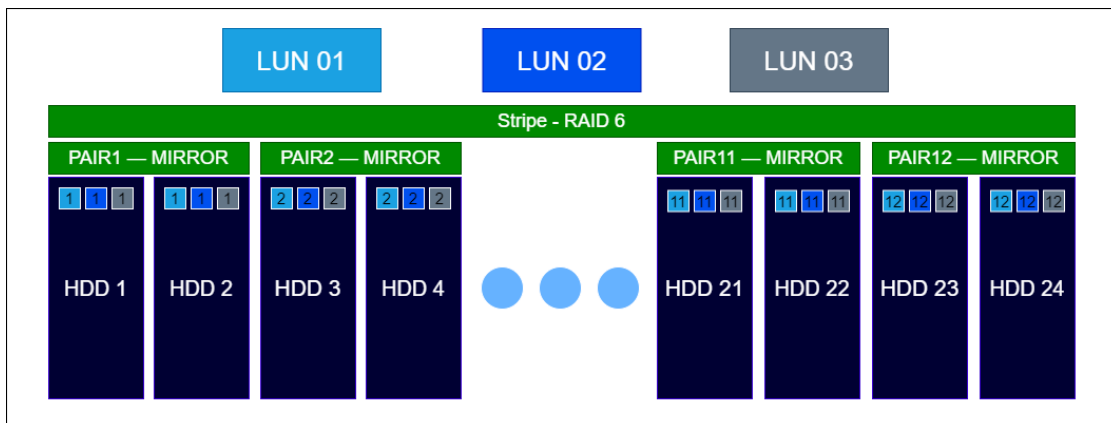 LUN 01 LUN 02 LUN 03
Stripe - RAID 6
PAIR1 — MIRROR PAIR2 — MIRROR PAIR11 — MIRROR PAIR12 — MIRROR
1 1 1 1 1 1 2 2 2 2 2 2 11 11 11 11 11 11 12 12 12 12 12 12
HDD 1 HDD 2 HDD 3 HDD 4 HDD 21 HDD 22 HDD 23 HDD 24